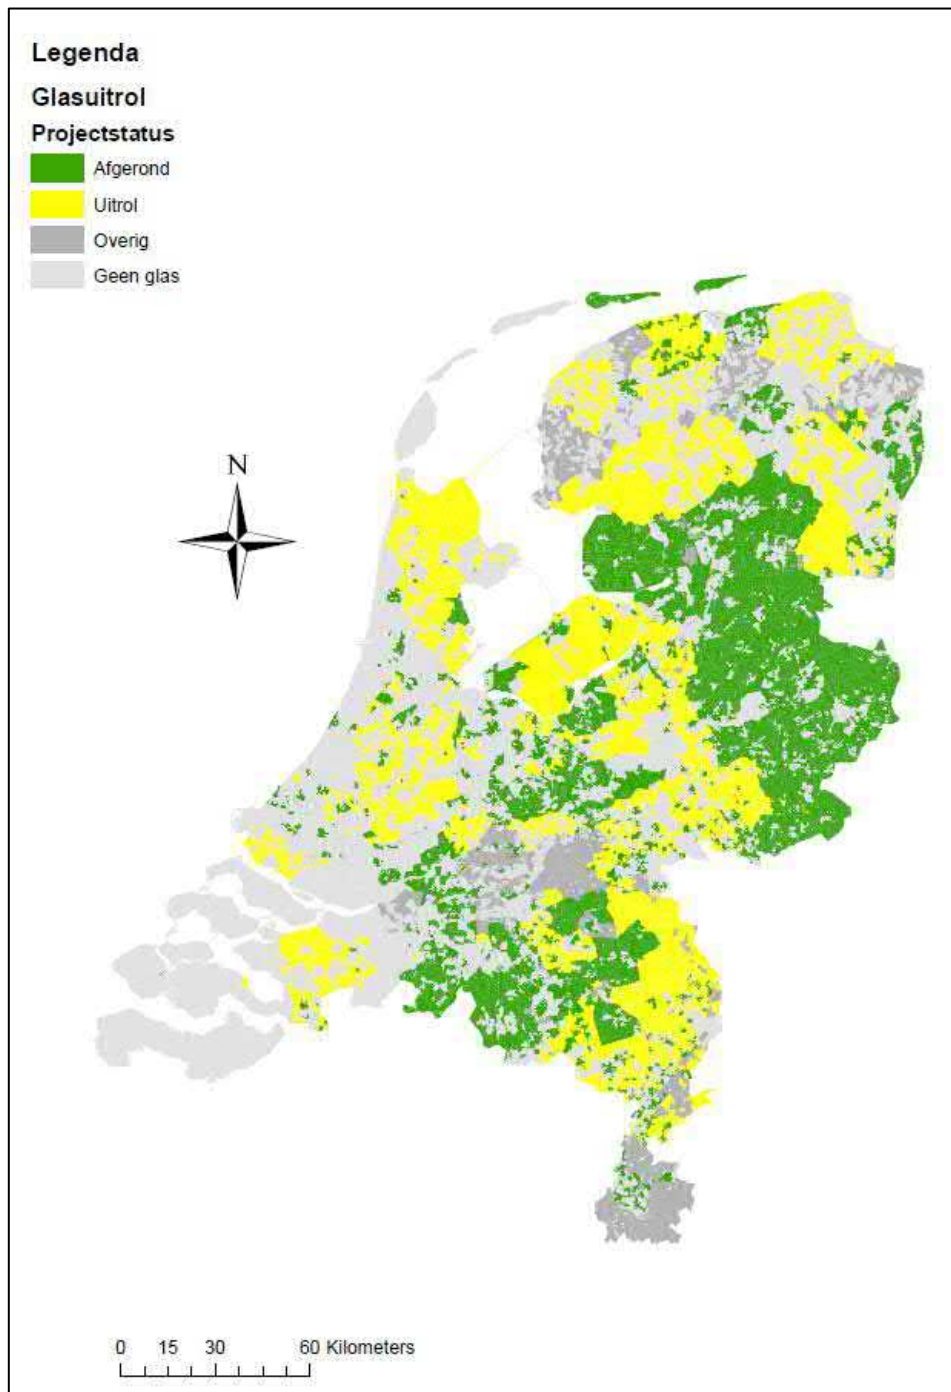 Legenda
Glasuitrol
Projectstatus
Afgerond
Uitrol
Overig
Geen glas
N
0 15 30 60 Kilometers